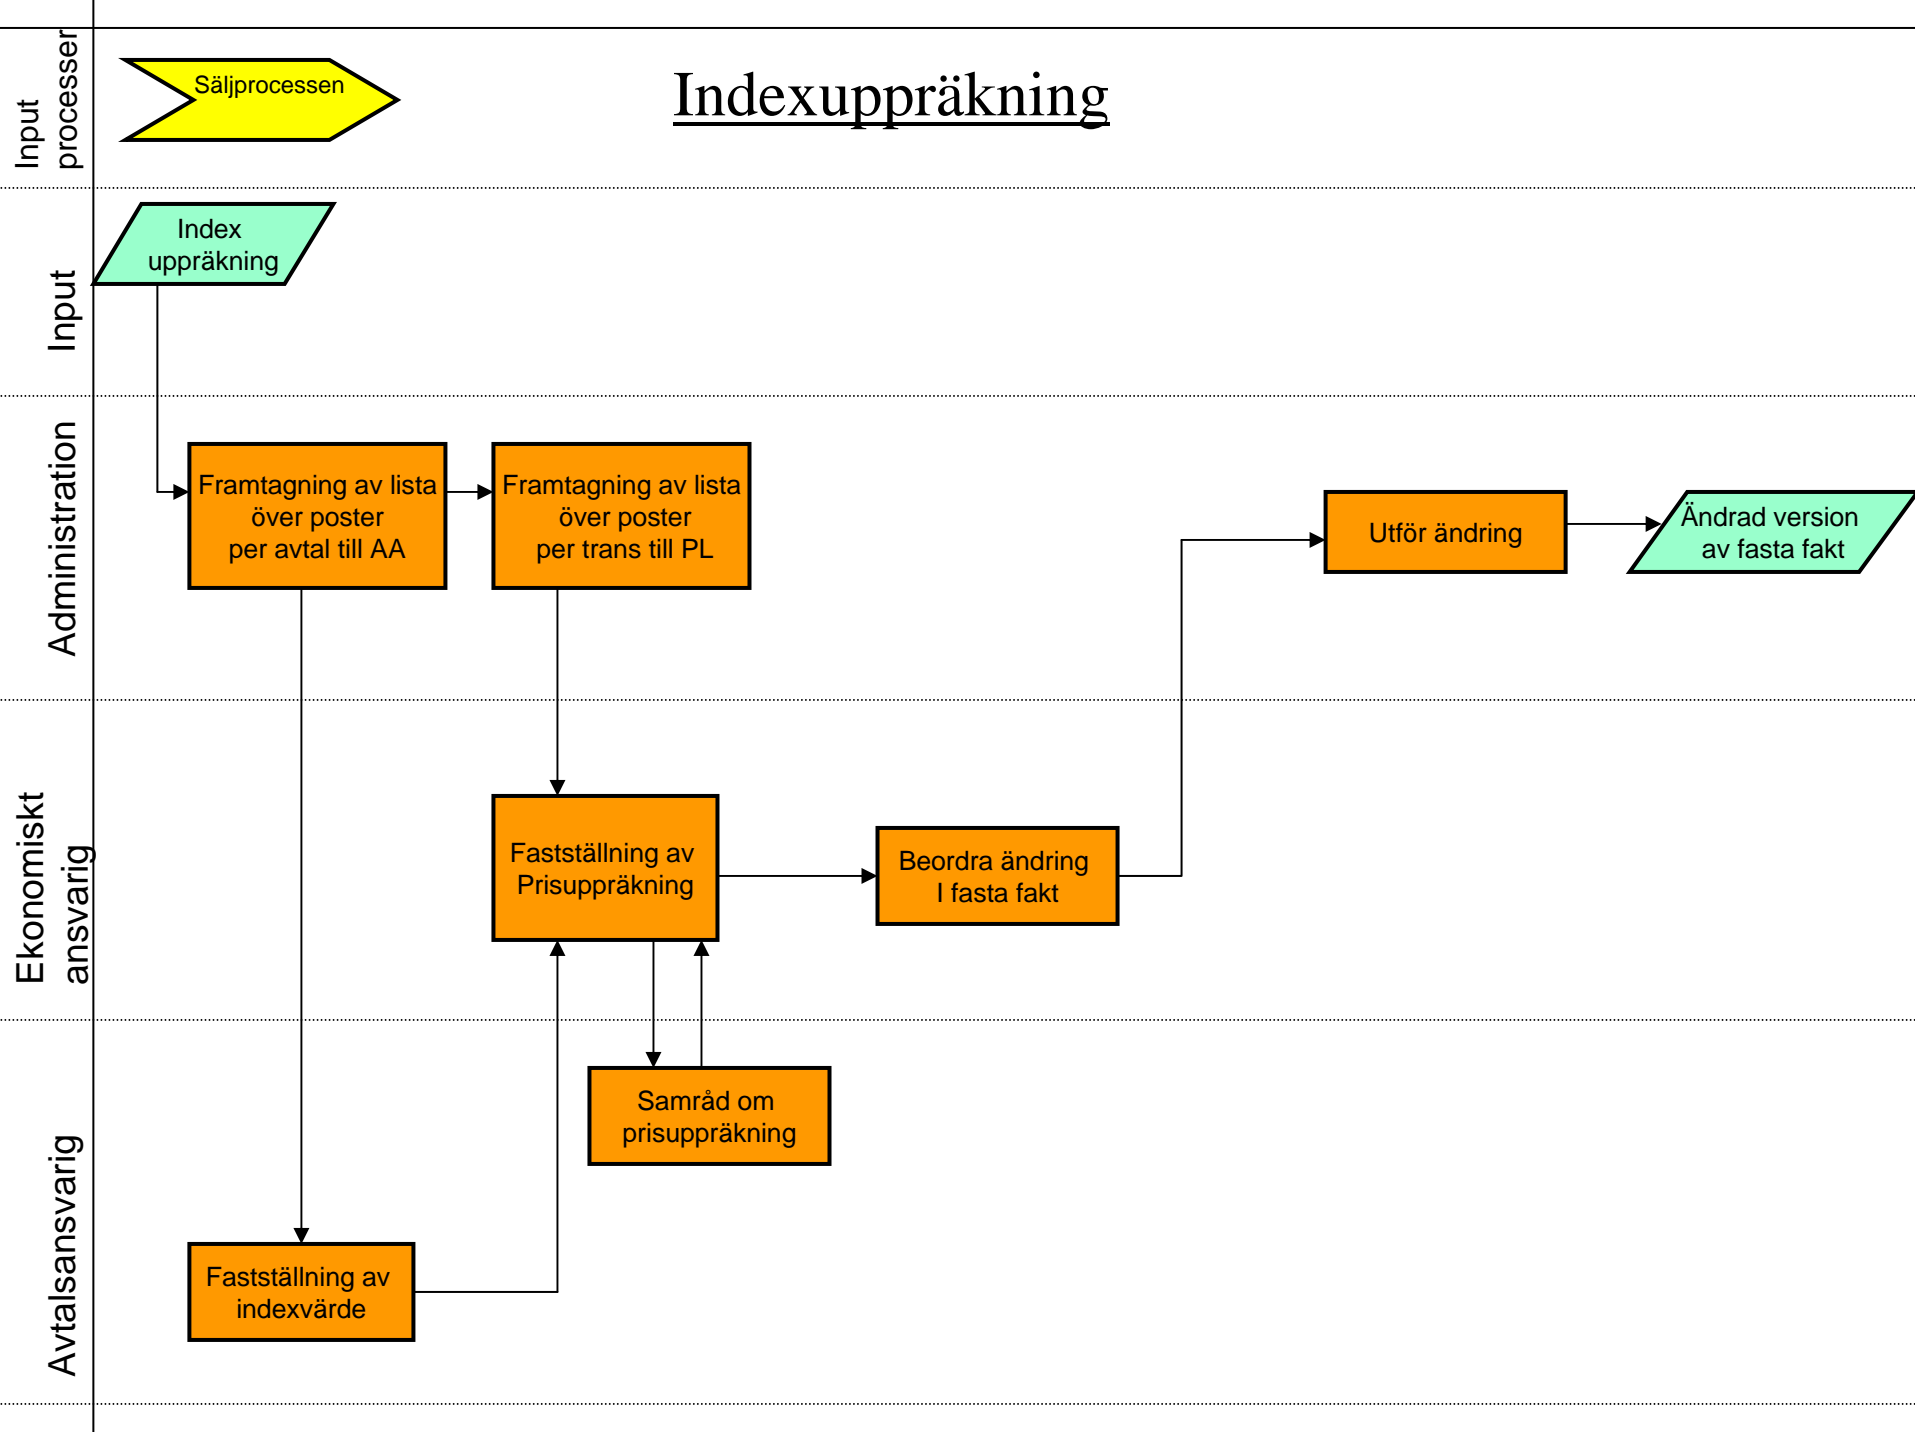 Input
processer
Säljprocessen
Indexuppräkning
Input
Index
uppräkning
Administration
Framtagning av lista
över poster
per avtal till AA
Framtagning av lista
över poster
per trans till PL
Utför ändring
Ändrad version
av fasta fakt
Ekonomiskt
ansvarig
Fastställning av
Prisuppräkning
Beordra ändring
I fasta fakt
Avtalsansvarig
Samråd om
prisuppräkning
Fastställning av
indexvärde